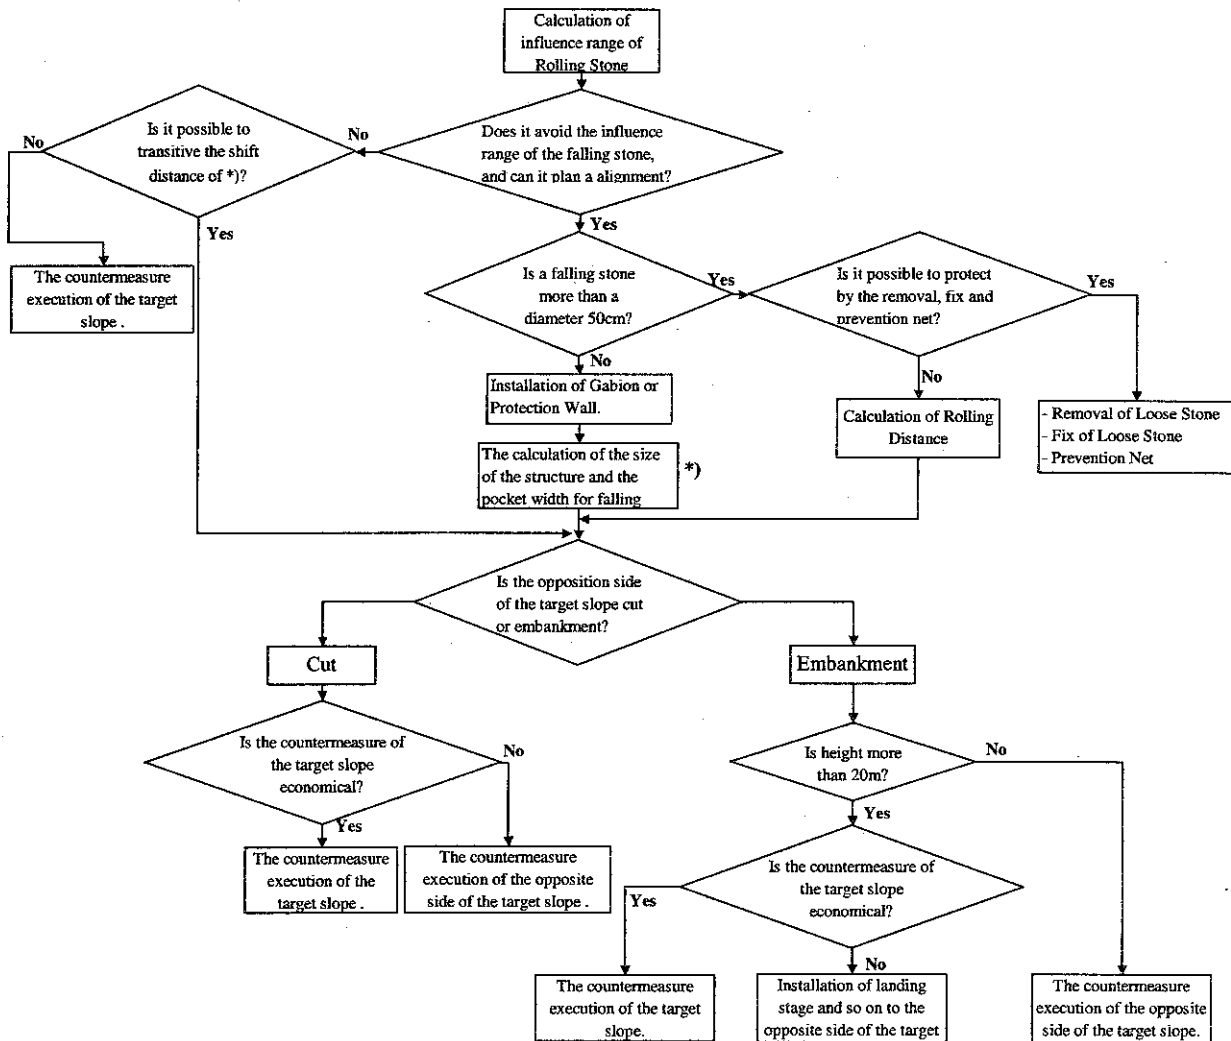 Calculation of
influence range of
Rolling Stone
No
Is it possible to
transitive the shift
distance of *)?
No
Does it avoid the influence
range of the falling stone,
and can it plan a alignment?
Yes
Yes
The countermeasure
execution of the target
slope .
Is a falling stone
more than a
diameter 50cm?
Yes
Is it possible to protect
by the removal, fix and
prevention net?
Yes
No
No
Installation of Gabion or
Protection Wall.
Calculation of Rolling
Distance
- Removal of Loose Stone
- Fix of Loose Stone
- Prevention Net
The calculation of the size
of the structure and the
pocket width for falling
*)
Is the opposition side
of the target slope cut
or embankment?
Cut
Embankment
Is the countermeasure of
the target slope
economical?
No
Yes
Is height more
than 20m?
No
Yes
The countermeasure
execution of the
target slope .
The countermeasure
execution of the opposite
side of the target slope .
Is the countermeasure of
the target slope
economical?
Yes
No
The countermeasure
execution of the target
slope.
Installation of landing
stage and so on to the
opposite side of the target
The countermeasure
execution of the opposite
side of the target slope.